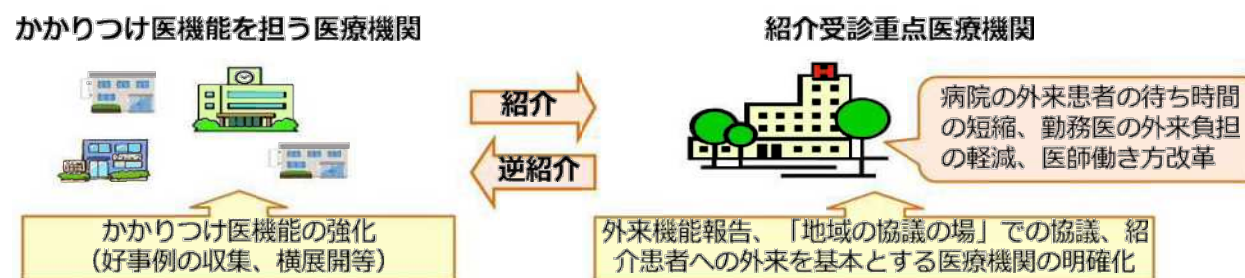 かかりつけ医機能を担う医療機関
紹介受診重点医療機関
紹介
逆紹介
H
病院の外来患者の待ち時間
の短縮、勤務医の外来負担
の軽減、医師働き方改革
かかりつけ医機能の強化
（好事例の収集、横展開等）
外来機能報告、「地域の協議の場」での協議、紹
介患者への外来を基本とする医療機関の明確化